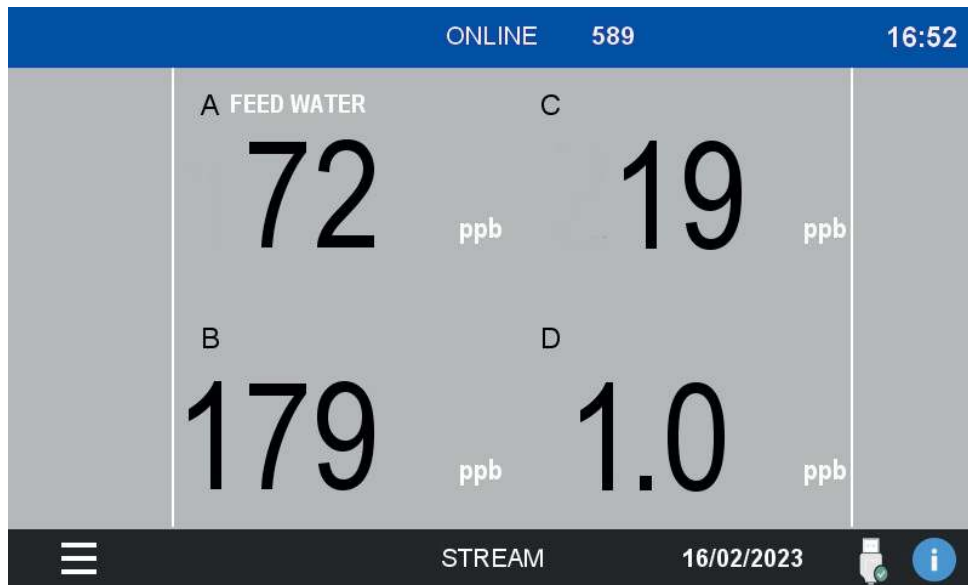 ONLINE 589 16:52
A FEED WATER
72 ppb
C
19 ppb
B
179 ppb
D
1.0 ppb
STREAM 16/02/2023
i